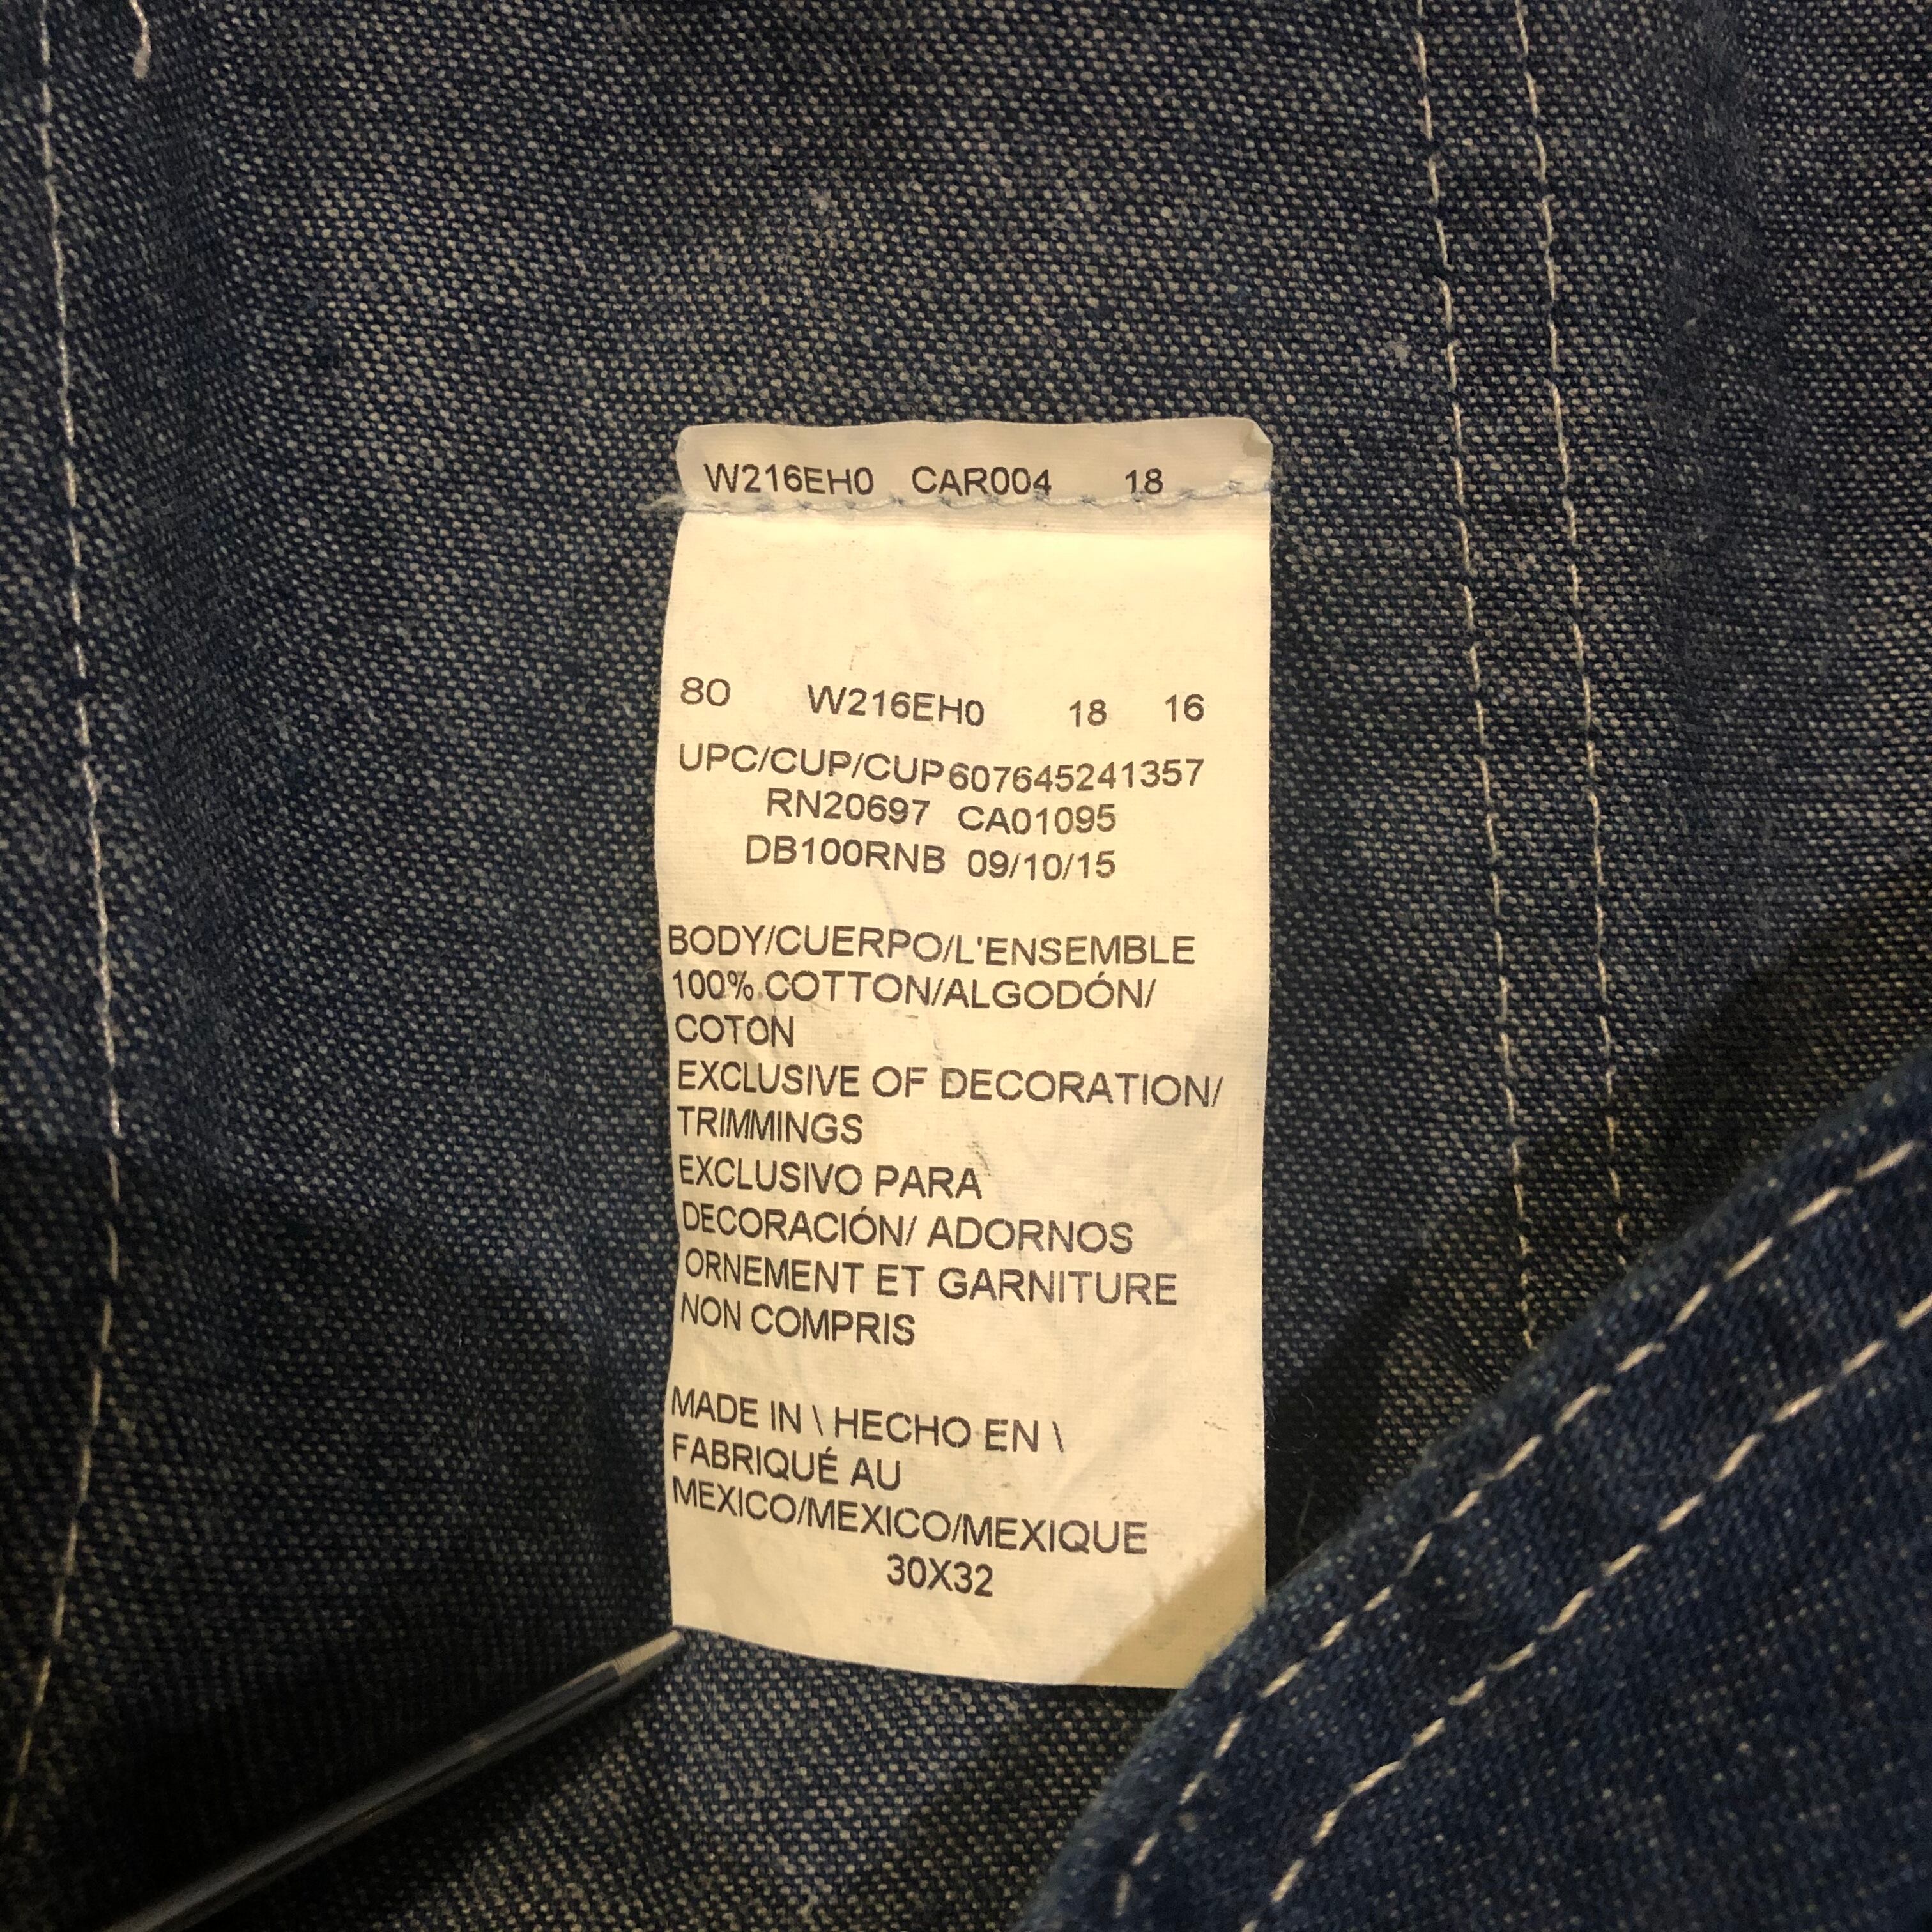 W216EH0 CAR004 18
80 W216EH0 18 16
UPC/CUP/CUP607645241357
RN20697 CA01095
DB100RNB 09/10/15
BODY/CUERPO/L'ENSEMBLE
100% COTTON/ALGODÓN/
COTON
EXCLUSIVE OF DECORATION/
TRIMMINGS
EXCLUSIVO PARA
DECORACIÓN/ ADORNOS
ORNEMENT ET GARNITURE
NON COMPRIS
MADE IN \ HECHO EN \
FABRIQUÉ AU
MEXICO/MEXICO/MEXIQUE
30X32